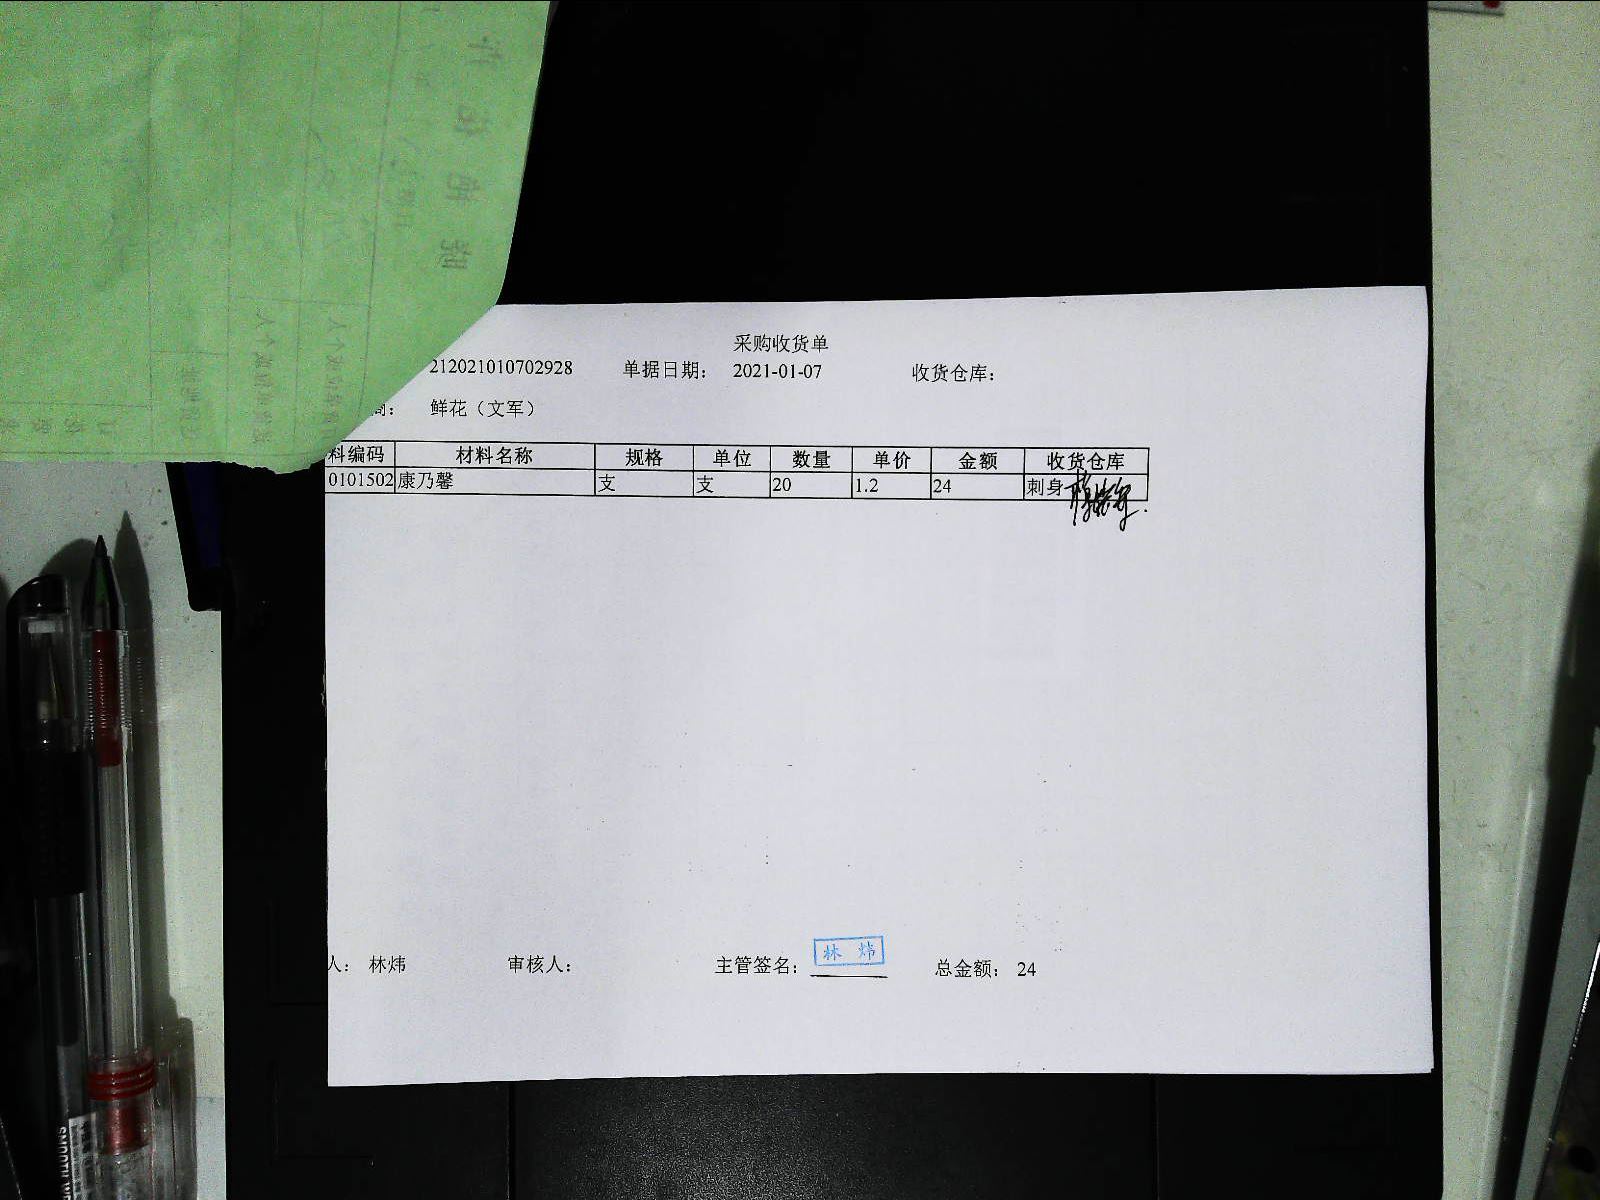 采购收货单
212021010702928 单据日期: 2021-01-07 收货仓库:
商: 鲜花（文军）
料编码 材料名称 规格 单位 数量 单价 金额 收货仓库
0101502 康乃馨 支 支 20 1.2 24 刺身
人: 林炜 审核人: 主管签名: 林 炜 总金额: 24